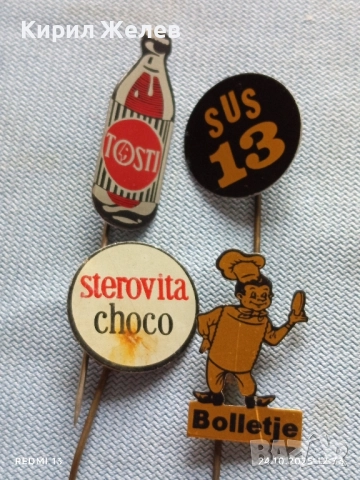 Кирил Желев
TOSTI
SUS
13
sterovita
choco
Bolletje
REDMI 13